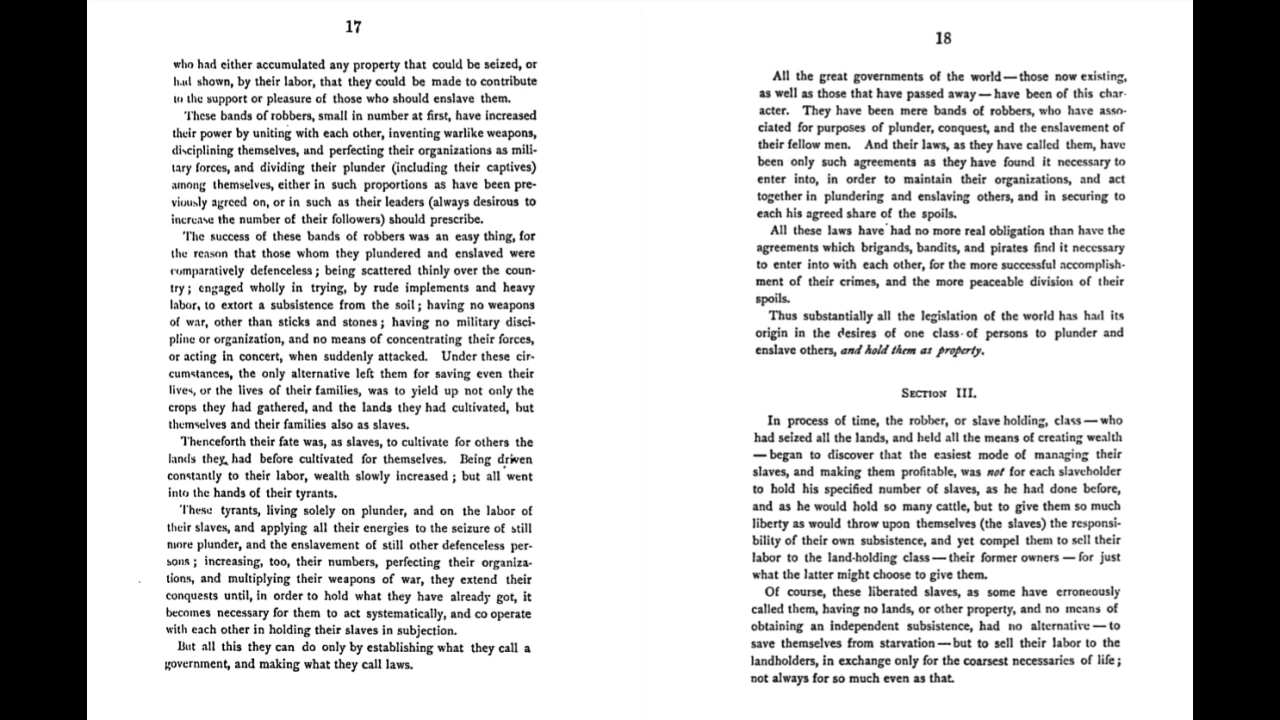 17
who had either accumulated any property that could be seized, or
had shown, by their labor, that they could be made to contribute
to the support or pleasure of those who should enslave them.
These bands of robbers, small in number at first, have increased
their power by uniting with each other, inventing warlike weapons,
disciplining themselves, and perfecting their organizations as mili-
tary forces, and dividing their plunder (including their captives)
among themselves, either in such proportions as have been pre-
viously agreed on, or in such as their leaders (always desirous to
increase the number of their followers) should prescribe.
The success of these bands of robbers was an easy thing, for
the reason that those whom they plundered and enslaved were
comparatively defenceless; being scattered thinly over the coun-
try; engaged wholly in trying, by rude implements and heavy
labor, to extort a subsistence from the soil; having no weapons
of war, other than sticks and stones; having no military disci-
pline or organization, and no means of concentrating their forces,
or acting in concert, when suddenly attacked. Under these cir-
cumstances, the only alternative left them for saving even their
lives, or the lives of their families, was to yield up not only the
crops they had gathered, and the lands they had cultivated, but
themselves and their families also as slaves.
Thenceforth their fate was, as slaves, to cultivate for others the
lands they had before cultivated for themselves. Being driven
constantly to their labor, wealth slowly increased; but all went
into the hands of their tyrants.
These tyrants, living solely on plunder, and on the labor of
their slaves, and applying all their energies to the seizure of still
more plunder, and the enslavement of still other defenceless per-
sons; increasing, too, their numbers, perfecting their organiza-
tions, and multiplying their weapons of war, they extend their
conquests until, in order to hold what they have already got, it
becomes necessary for them to act systematically, and co operate
with each other in holding their slaves in subjection.
But all this they can do only by establishing what they call a
government, and making what they call laws.
18
All the great governments of the world—those now existing,
as well as those that have passed away—have been of this char-
acter. They have been mere bands of robbers, who have asso-
ciated for purposes of plunder, conquest, and the enslavement of
their fellow men. And their laws, as they have called them, have
been only such agreements as they have found it necessary to
enter into, in order to maintain their organizations, and act
together in plundering and enslaving others, and in securing to
each his agreed share of the spoils.
All these laws have had no more real obligation than have the
agreements which brigands, bandits, and pirates find it necessary
to enter into with each other, for the more successful accomplish-
ment of their crimes, and the more peaceable division of their
spoils.
Thus substantially all the legislation of the world has had its
origin in the desires of one class of persons to plunder and
enslave others, and hold them as property.
SECTION III.
In process of time, the robber, or slave holding, class—who
had seized all the lands, and held all the means of creating wealth
—began to discover that the easiest mode of managing their
slaves, and making them profitable, was not for each slaveholder
to hold his specified number of slaves, as he had done before,
and as he would hold so many cattle, but to give them so much
liberty as would throw upon themselves (the slaves) the responsi-
bility of their own subsistence, and yet compel them to sell their
labor to the land-holding class—their former owners—for just
what the latter might choose to give them.
Of course, these liberated slaves, as some have erroneously
called them, having no lands, or other property, and no means of
obtaining an independent subsistence, had no alternative—to
save themselves from starvation—but to sell their labor to the
landholders, in exchange only for the coarsest necessaries of life;
not always for so much even as that.